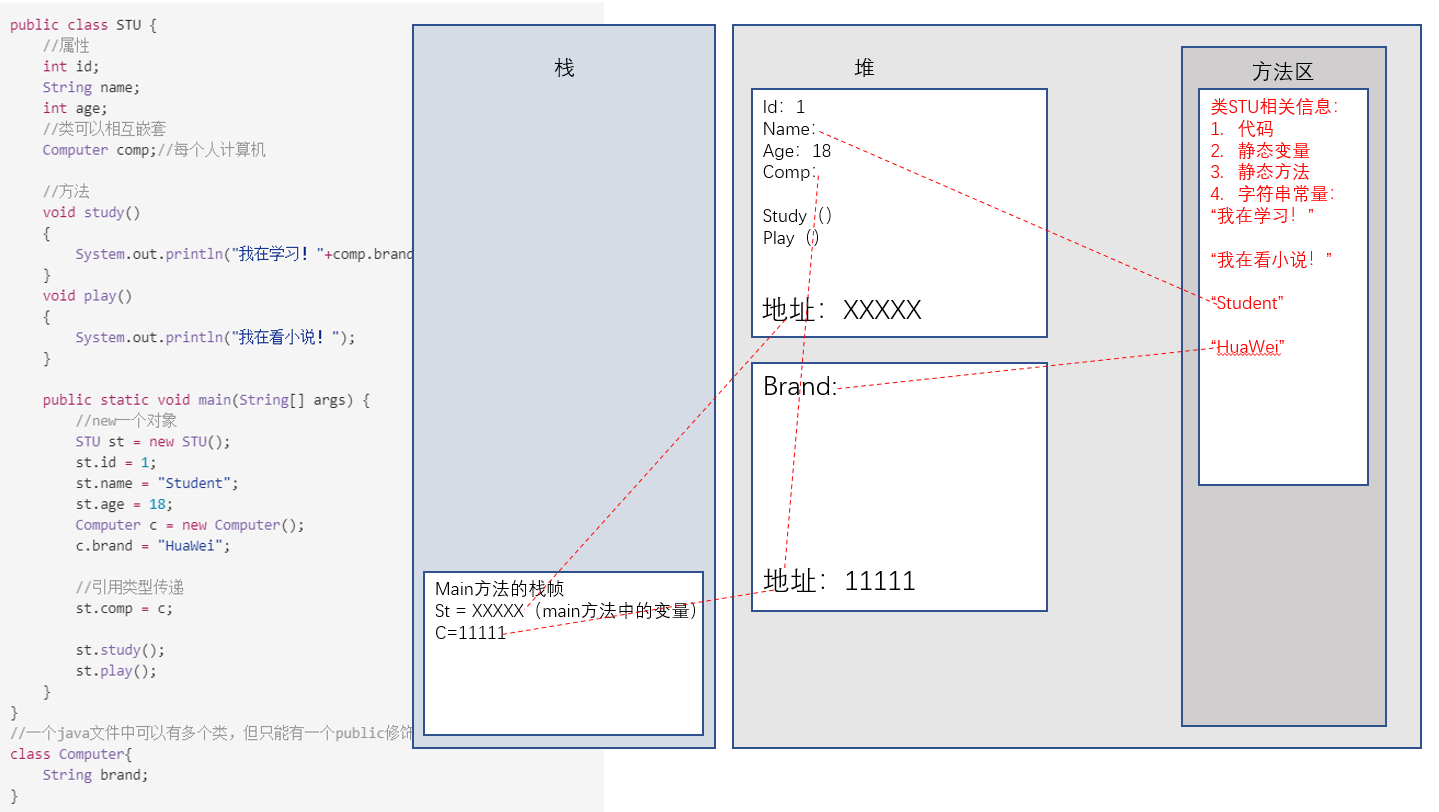 public class STU {
    //属性
    int id;
    String name;
    int age;
    //类可以相互嵌套
    Computer comp;//每个人计算机

    //方法
    void study()
    {
        System.out.println("我在学习！"+comp.brand
    }
    void play()
    {
        System.out.println("我在看小说！");
    }

    public static void main(String[] args) {
        //new一个对象
        STU st = new STU();
        st.id = 1;
        st.name = "Student";
        st.age = 18;
        Computer c = new Computer();
        c.brand = "HuaWei";

        //引用类型传递
        st.comp = c;

        st.study();
        st.play();
    }
}
//一个java文件中可以有多个类，但只能有一个public修饰
class Computer{
    String brand;
}
栈
Main方法的栈帧
St = XXXXX（main方法中的变量）
C=11111
堆
Id：1
Name：
Age：18
Comp：
Study（）
Play（）
地址：XXXXX
Brand:
地址：11111
方法区
类STU相关信息：
1. 代码
2. 静态变量
3. 静态方法
4. 字符串常量：
“我在学习！”
“我在看小说！”
“Student”
“HuaWei”